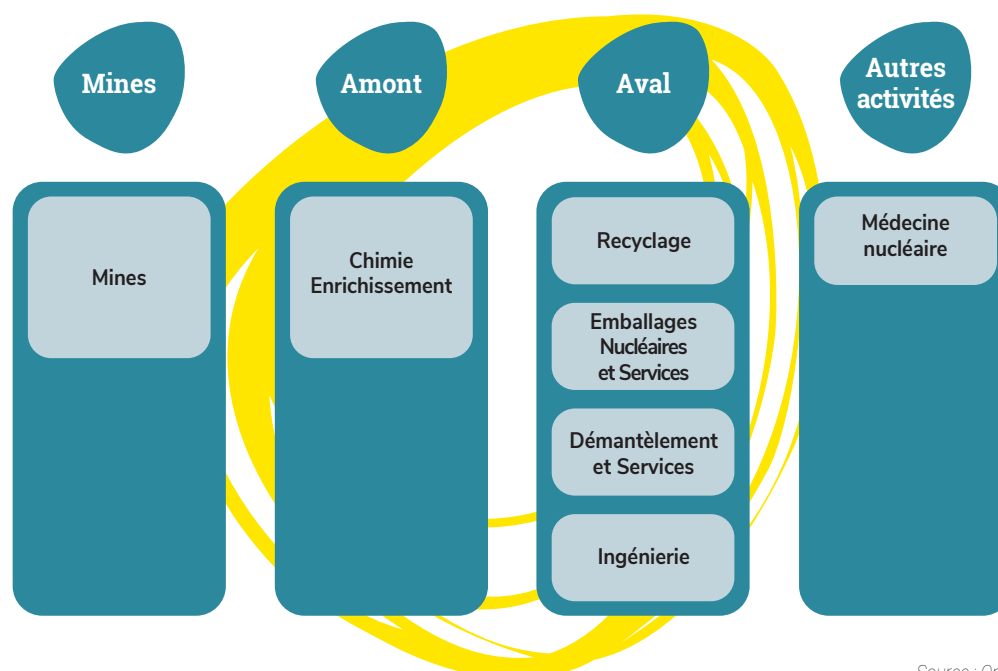 Mines
Amont
Aval
Autres
activités
Mines
Chimie
Enrichissement
Recyclage
Emballages
Nucléaires
et Services
Démantèlement
et Services
Ingénierie
Médecine
nucléaire
Source :